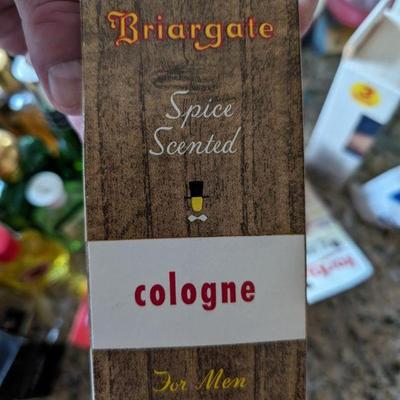 Briargate
Spice
Scented
cologne
For Men